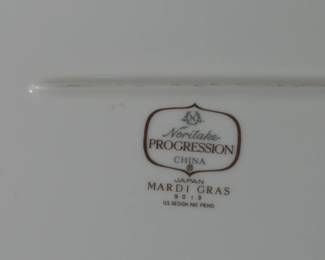 N
Noritake
PROGRESSION
CHINA
®
JAPAN
MARDI GRAS
9019
U.S. DESIGN PAT. PEND.